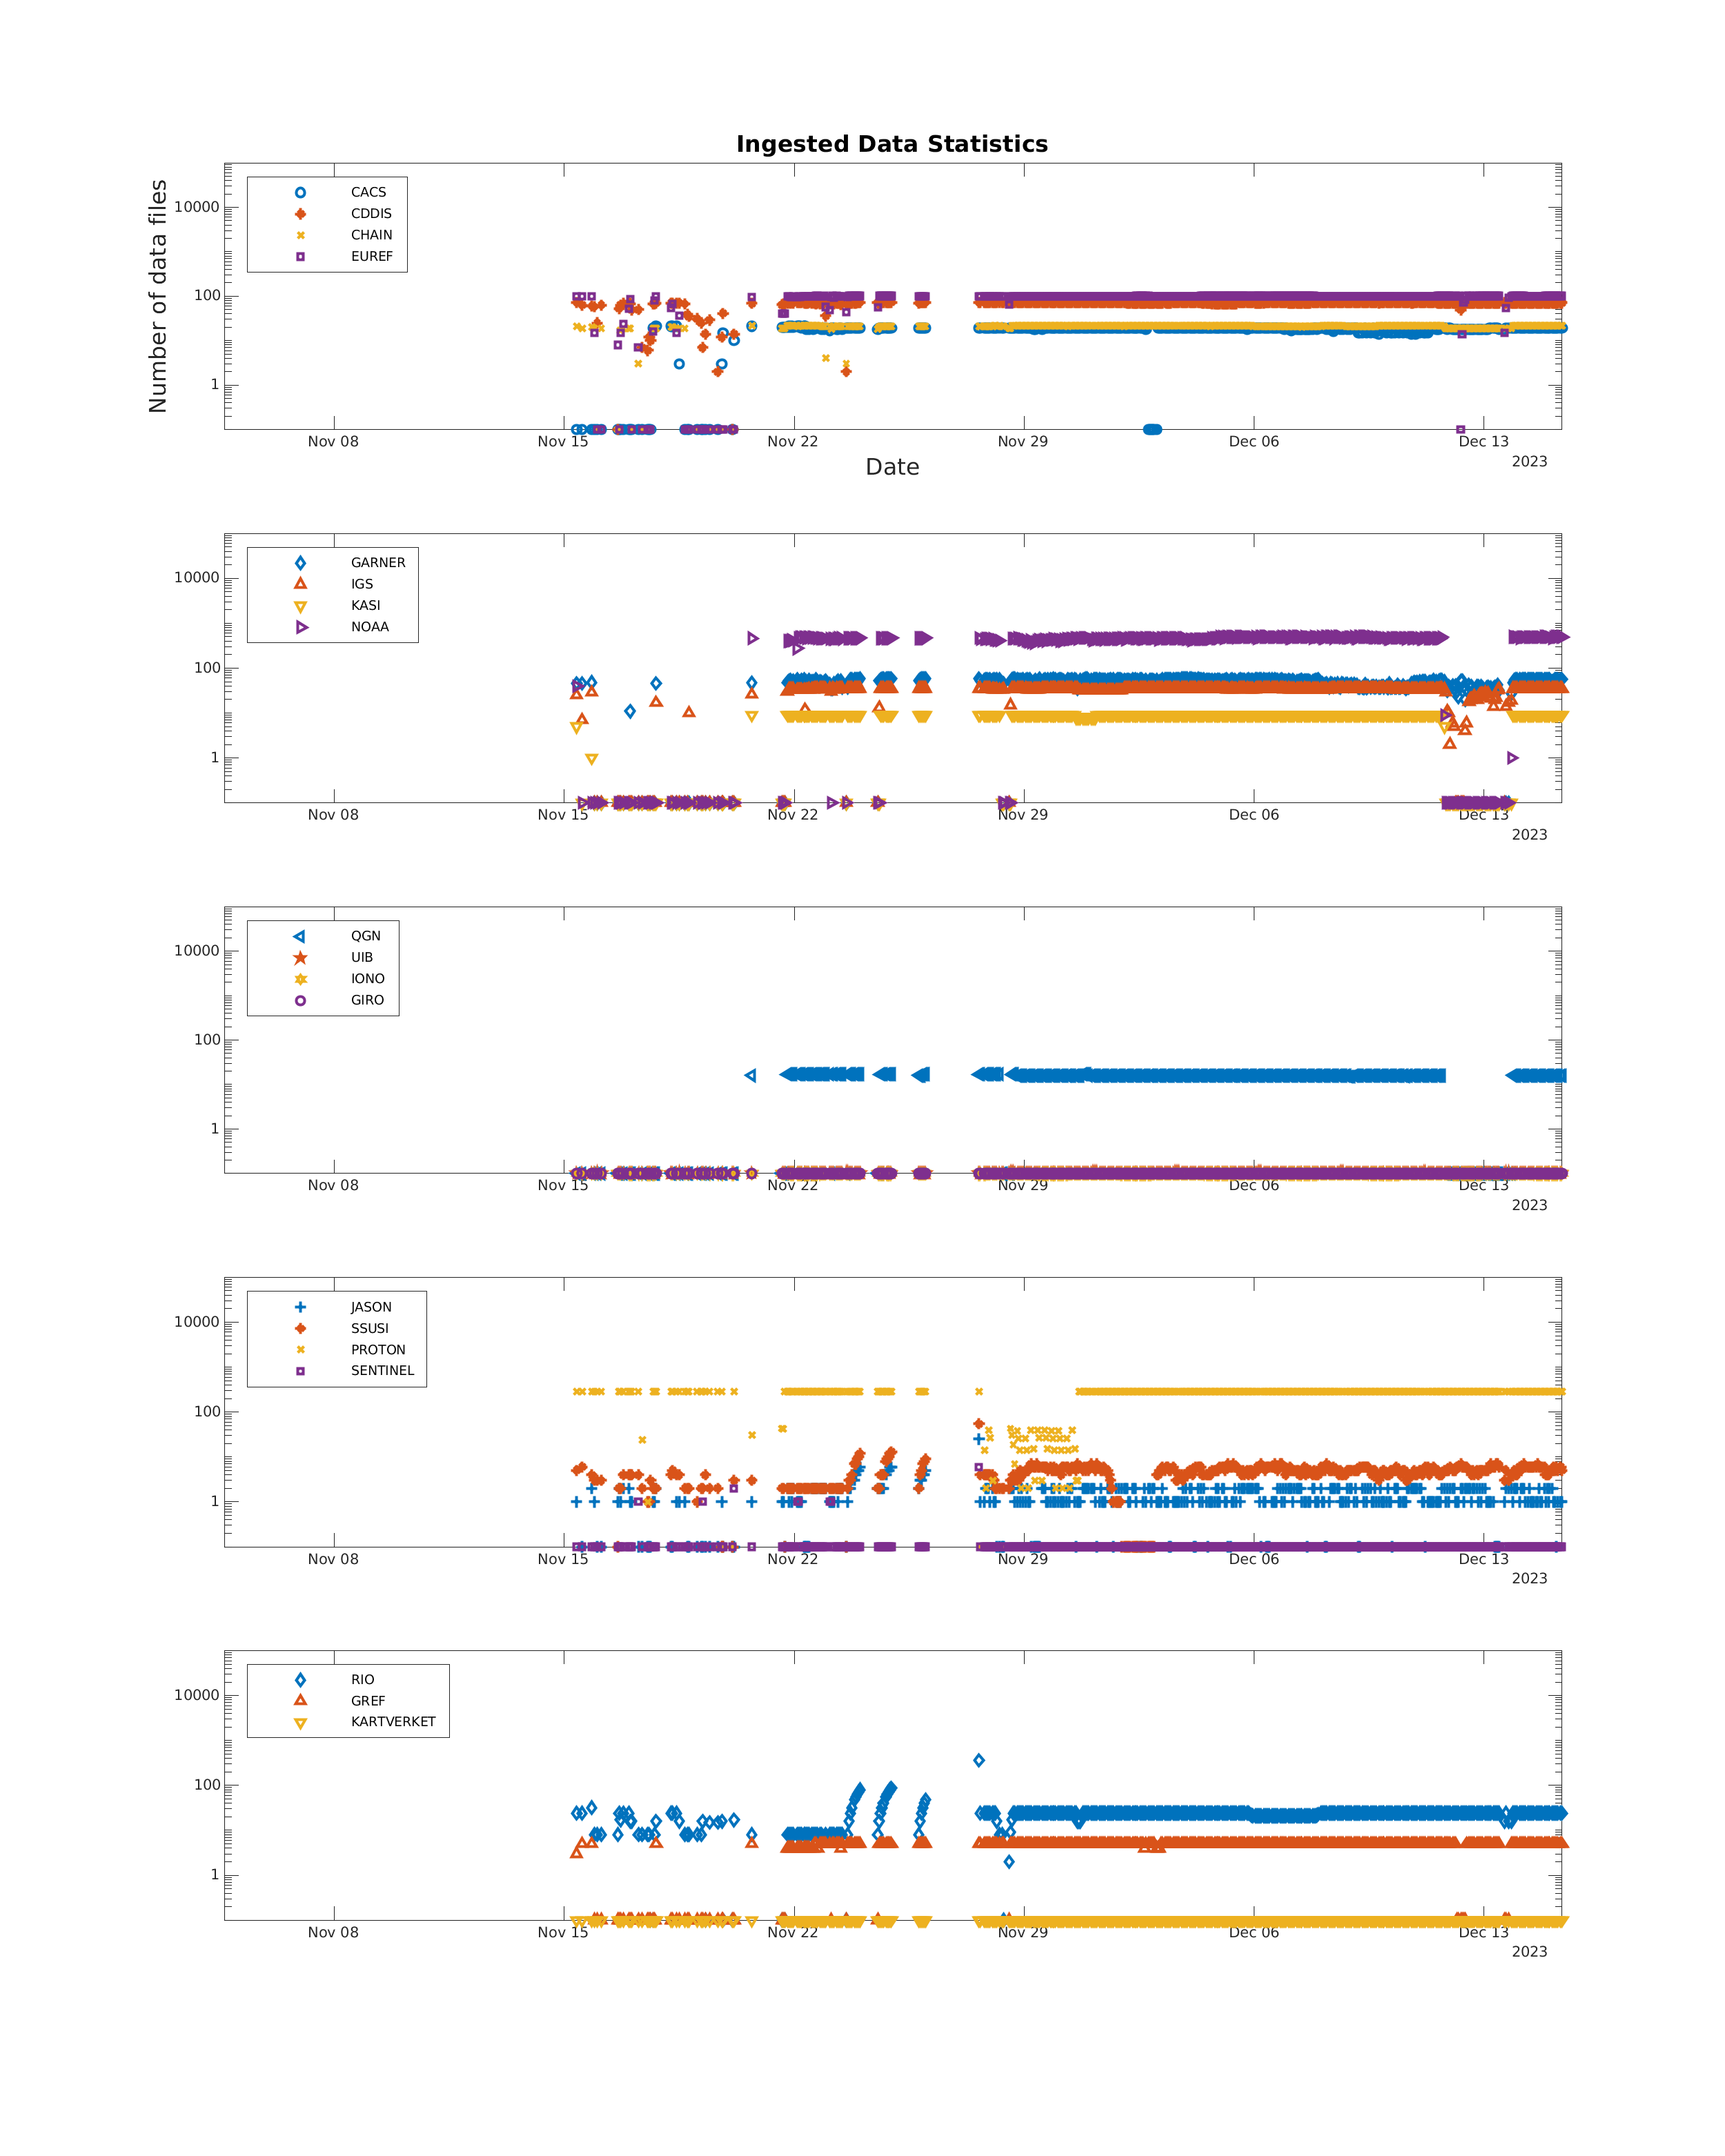 Ingested Data Statistics
Number of data files
10000
100
1
CACS
CDDIS
CHAIN
EUREF
Nov 08
Nov 15
Nov 22
Nov 29
Dec 06
Dec 13
2023
Date
10000
100
1
GARNER
IGS
KASI
NOAA
Nov 08
Nov 15
Nov 22
Nov 29
Dec 06
Dec 13
2023
10000
100
1
QGN
UIB
IONO
GIRO
Nov 08
Nov 15
Nov 22
Nov 29
Dec 06
Dec 13
2023
10000
100
1
JASON
SSUSI
PROTON
SENTINEL
Nov 08
Nov 15
Nov 22
Nov 29
Dec 06
Dec 13
2023
10000
100
1
RIO
GREF
KARTVERKET
Nov 08
Nov 15
Nov 22
Nov 29
Dec 06
Dec 13
2023